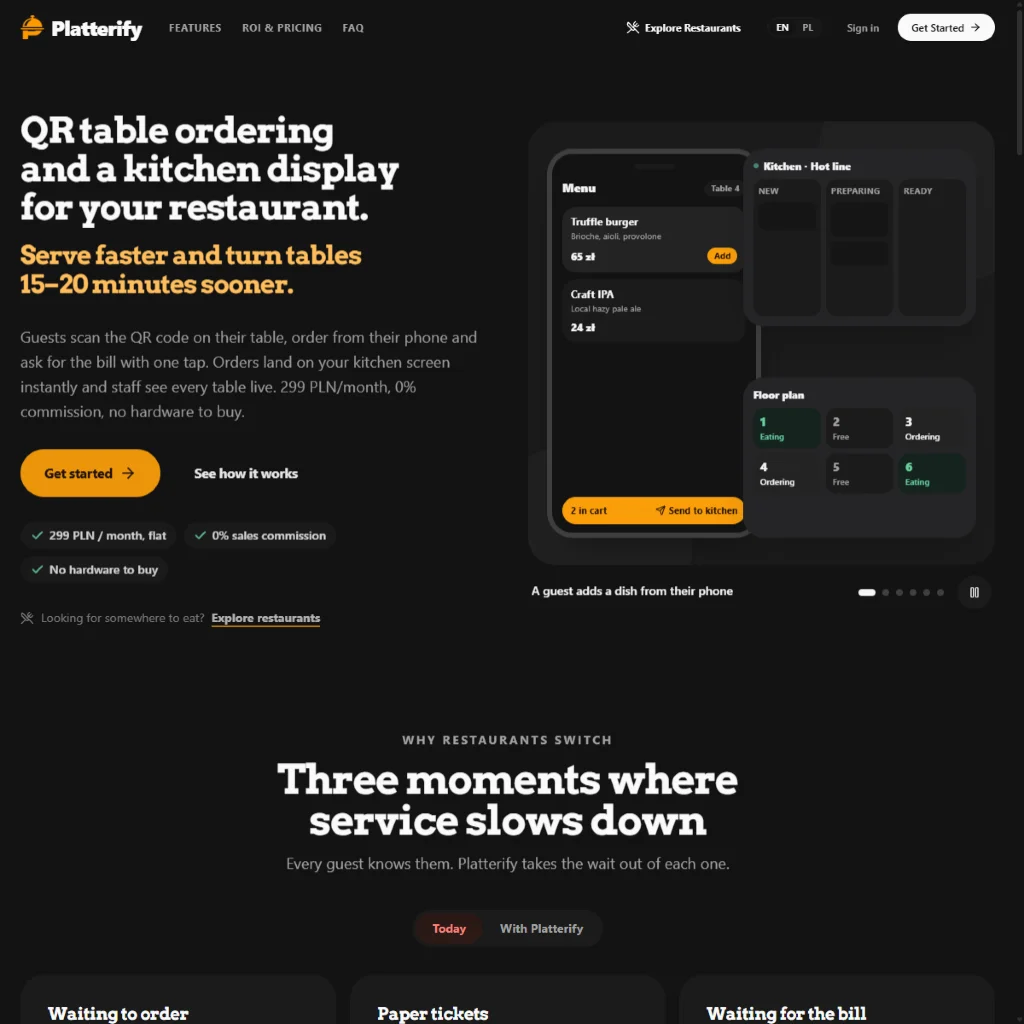 Platterify
FEATURES
ROI & PRICING
FAQ
Explore Restaurants
EN
PL
Sign in
Get Started →
QR table ordering
and a kitchen display
for your restaurant.
Serve faster and turn tables
15–20 minutes sooner.
Guests scan the QR code on their table, order from their phone and
ask for the bill with one tap. Orders land on your kitchen screen
instantly and staff see every table live. 299 PLN/month, 0%
commission, no hardware to buy.
Get started →
See how it works
299 PLN / month, flat
0% sales commission
No hardware to buy
Looking for somewhere to eat? Explore restaurants
Menu
Table 4
Truffle burger
Brioche, aioli, provolone
65 zł
Add
Craft IPA
Local hazy pale ale
24 zł
2 in cart
Send to kitchen
Kitchen · Hot line
NEW
PREPARING
READY
Floor plan
1
Eating
2
Free
3
Ordering
4
Ordering
5
Free
6
Eating
A guest adds a dish from their phone
WHY RESTAURANTS SWITCH
Three moments where
service slows down
Every guest knows them. Platterify takes the wait out of each one.
Today
With Platterify
Waiting to order
Paper tickets
Waiting for the bill